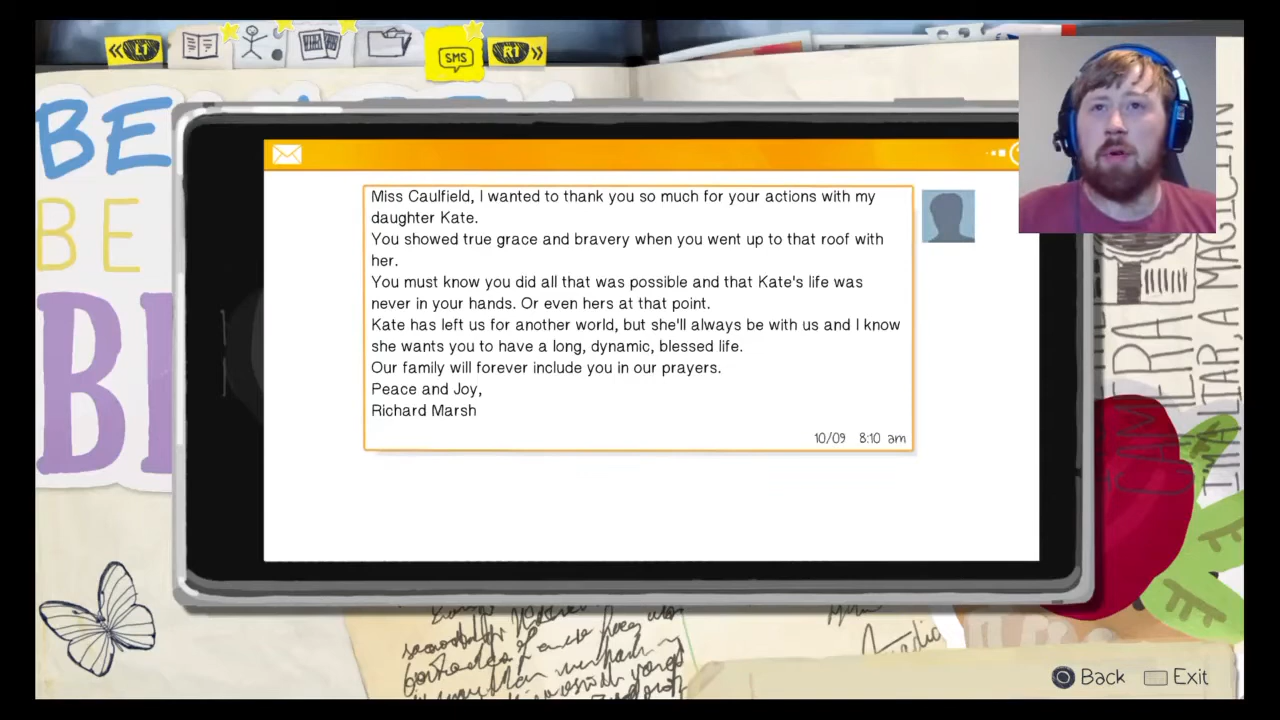 L1
SMS
R1
BE
BE
Miss Caulfield, I wanted to thank you so much for your actions with my
daughter Kate.
You showed true grace and bravery when you went up to that roof with
her.
You must know you did all that was possible and that Kate's life was
never in your hands. Or even hers at that point.
Kate has left us for another world, but she'll always be with us and I know
she wants you to have a long, dynamic, blessed life.
Our family will forever include you in our prayers.
Peace and Joy,
Richard Marsh
10/09 8:10 am
CAMERA
I'M A LIAR, A MAGICIAN
Back
Exit